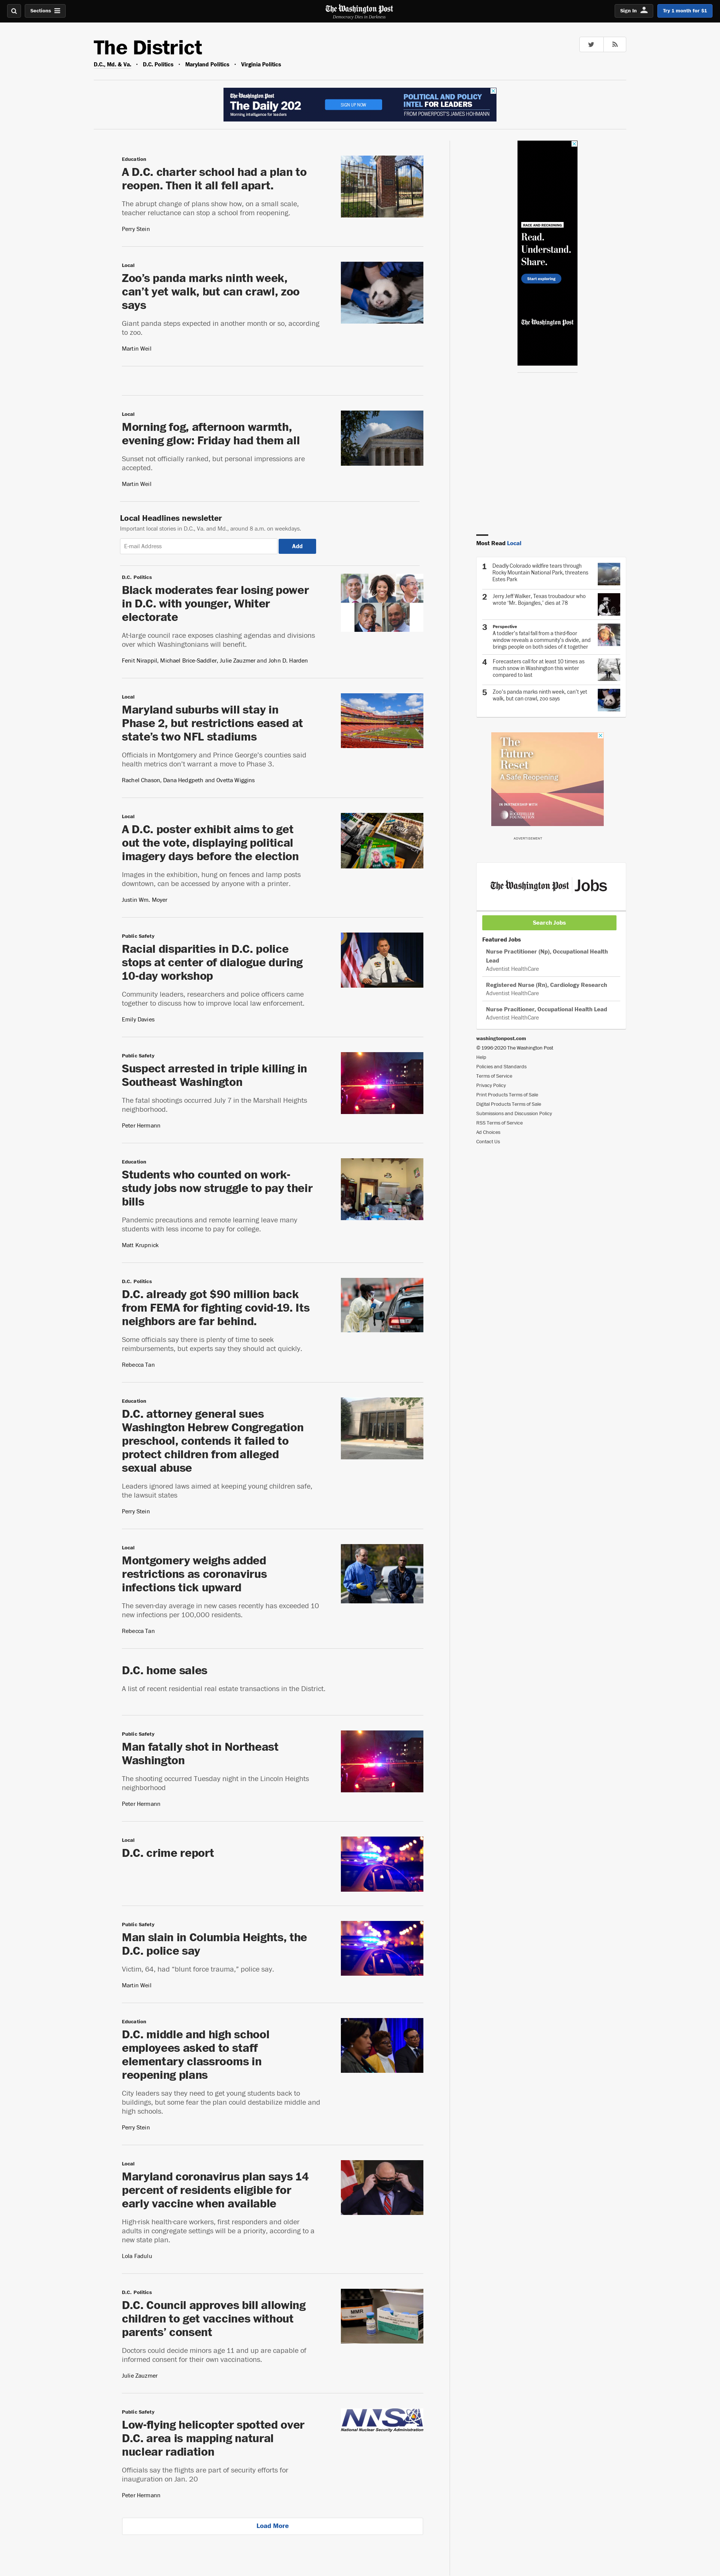 Sections
The Washington Post
Democracy Dies in Darkness
Sign In
Try 1 month for $1
The District
D.C., Md. & Va. • D.C. Politics • Maryland Politics • Virginia Politics
The Washington Post
The Daily 202
Morning intelligence for leaders
SIGN UP NOW
POLITICAL AND POLICY
INTEL FOR LEADERS
FROM POWERPOST'S JAMES HOHMANN
Education
A D.C. charter school had a plan to
reopen. Then it all fell apart.
The abrupt change of plans show how, on a small scale,
teacher reluctance can stop a school from reopening.
Perry Stein
Local
Zoo's panda marks ninth week,
can't yet walk, but can crawl, zoo
says
Giant panda steps expected in another month or so, according
to zoo.
Martin Weil
Local
Morning fog, afternoon warmth,
evening glow: Friday had them all
Sunset not officially ranked, but personal impressions are
accepted.
Martin Weil
Local Headlines newsletter
Important local stories in D.C., Va. and Md., around 8 a.m. on weekdays.
E-mail Address
Add
D.C. Politics
Black moderates fear losing power
in D.C. with younger, Whiter
electorate
At-large council race exposes clashing agendas and divisions
over which Washingtonians will benefit.
Fenit Nirappil, Michael Brice-Saddler, Julie Zauzmer and John D. Harden
Local
Maryland suburbs will stay in
Phase 2, but restrictions eased at
state's two NFL stadiums
Officials in Montgomery and Prince George's counties said
health metrics don't warrant a move to Phase 3.
Rachel Chason, Dana Hedgpeth and Ovetta Wiggins
Local
A D.C. poster exhibit aims to get
out the vote, displaying political
imagery days before the election
Images in the exhibition, hung on fences and lamp posts
downtown, can be accessed by anyone with a printer.
Justin Wm. Moyer
Public Safety
Racial disparities in D.C. police
stops at center of dialogue during
10-day workshop
Community leaders, researchers and police officers came
together to discuss how to improve local law enforcement.
Emily Davies
Public Safety
Suspect arrested in triple killing in
Southeast Washington
The fatal shootings occurred July 7 in the Marshall Heights
neighborhood.
Peter Hermann
Education
Students who counted on work-
study jobs now struggle to pay their
bills
Pandemic precautions and remote learning leave many
students with less income to pay for college.
Matt Krupnick
D.C. Politics
D.C. already got $90 million back
from FEMA for fighting covid-19. Its
neighbors are far behind.
Some officials say there is plenty of time to seek
reimbursements, but experts say they should act quickly.
Rebecca Tan
Education
D.C. attorney general sues
Washington Hebrew Congregation
preschool, contends it failed to
protect children from alleged
sexual abuse
Leaders ignored laws aimed at keeping young children safe,
the lawsuit states
Perry Stein
Local
Montgomery weighs added
restrictions as coronavirus
infections tick upward
The seven-day average in new cases recently has exceeded 10
new infections per 100,000 residents.
Rebecca Tan
D.C. home sales
A list of recent residential real estate transactions in the District.
Public Safety
Man fatally shot in Northeast
Washington
The shooting occurred Tuesday night in the Lincoln Heights
neighborhood
Peter Hermann
Local
D.C. crime report
Public Safety
Man slain in Columbia Heights, the
D.C. police say
Victim, 64, had "blunt force trauma," police say.
Martin Weil
Education
D.C. middle and high school
employees asked to staff
elementary classrooms in
reopening plans
City leaders say they need to get young students back to
buildings, but some fear the plan could destabilize middle and
high schools.
Perry Stein
Local
Maryland coronavirus plan says 14
percent of residents eligible for
early vaccine when available
High-risk health-care workers, first responders and older
adults in congregate settings will be a priority, according to a
new state plan.
Lola Fadulu
D.C. Politics
D.C. Council approves bill allowing
children to get vaccines without
parents' consent
Doctors could decide minors age 11 and up are capable of
informed consent for their own vaccinations.
Julie Zauzmer
MMR
Public Safety
Low-flying helicopter spotted over
D.C. area is mapping natural
nuclear radiation
Officials say the flights are part of security efforts for
inauguration on Jan. 20
Peter Hermann
NNSA
National Nuclear Security Administration
Load More
RACE AND RECKONING
Read.
Understand.
Share.
Start exploring
The Washington Post
Most Read Local
1 Deadly Colorado wildfire tears through
Rocky Mountain National Park, threatens
Estes Park
2 Jerry Jeff Walker, Texas troubadour who
wrote 'Mr. Bojangles,' dies at 78
3 Perspective
A toddler's fatal fall from a third-floor
window reveals a community's divide, and
brings people on both sides of it together
4 Forecasters call for at least 10 times as
much snow in Washington this winter
compared to last
5 Zoo's panda marks ninth week, can't yet
walk, but can crawl, zoo says
The
Future
Reset
A Safe Reopening
IN PARTNERSHIP WITH
ADVERTISEMENT
The Washington Post Jobs
Search Jobs
Featured Jobs
Nurse Practitioner (Np), Occupational Health
Lead
Adventist HealthCare
Registered Nurse (Rn), Cardiology Research
Adventist HealthCare
Nurse Pracitioner, Occupational Health Lead
Adventist HealthCare
washingtonpost.com
© 1996-2020 The Washington Post
Help
Policies and Standards
Terms of Service
Privacy Policy
Print Products Terms of Sale
Digital Products Terms of Sale
Submissions and Discussion Policy
RSS Terms of Service
Ad Choices
Contact Us